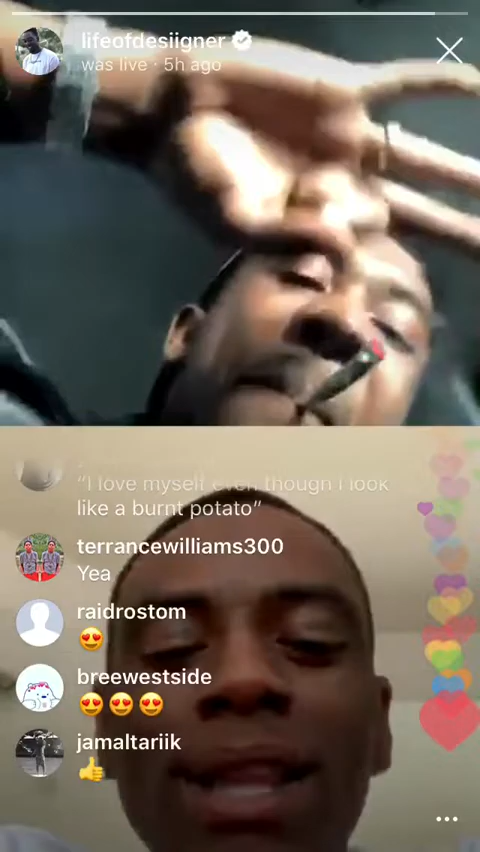 lifeofdesiigner
was live · 5h ago
“I love myself even though I look
like a burnt potato”
terrancewilliams300
Yea
raidrostom
😍
breewestside
😍😍😍
jamaltariik
👍